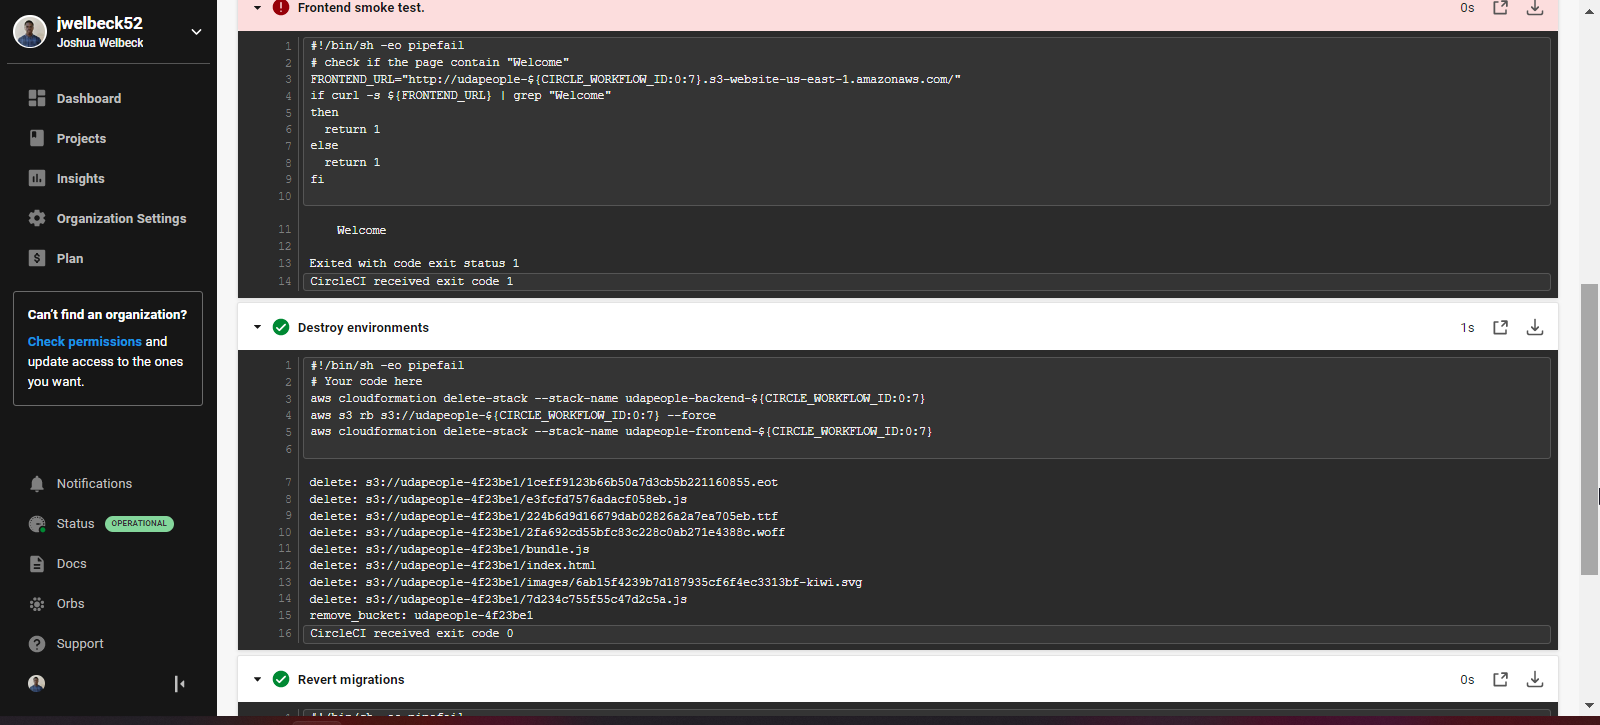 jwelbeck52
Joshua Welbeck
Dashboard
Projects
Insights
Organization Settings
Plan
Can't find an organization?
Check permissions and
update access to the ones
you want.
Notifications
Status OPERATIONAL
Docs
Orbs
Support
Frontend smoke test. 0s
1 #!/bin/sh -eo pipefail
2 # check if the page contain "Welcome"
3 FRONTEND_URL="http://udapeople-${CIRCLE_WORKFLOW_ID:0:7}.s3-website-us-east-1.amazonaws.com/"
4 if curl -s ${FRONTEND_URL} | grep "Welcome"
5 then
6 return 1
7 else
8 return 1
9 fi
10
11 Welcome
12
13 Exited with code exit status 1
14 CircleCI received exit code 1
Destroy environments 1s
1 #!/bin/sh -eo pipefail
2 # Your code here
3 aws cloudformation delete-stack --stack-name udapeople-backend-${CIRCLE_WORKFLOW_ID:0:7}
4 aws s3 rb s3://udapeople-${CIRCLE_WORKFLOW_ID:0:7} --force
5 aws cloudformation delete-stack --stack-name udapeople-frontend-${CIRCLE_WORKFLOW_ID:0:7}
6
7 delete: s3://udapeople-4f23be1/1ceff9123b66b50a7d3cb5b221160855.eot
8 delete: s3://udapeople-4f23be1/e3fcfd7576adacf058eb.js
9 delete: s3://udapeople-4f23be1/224b6d9d16679dab02826a2a7ea705eb.ttf
10 delete: s3://udapeople-4f23be1/2fa692cd55bfc83c228c0ab271e4388c.woff
11 delete: s3://udapeople-4f23be1/bundle.js
12 delete: s3://udapeople-4f23be1/index.html
13 delete: s3://udapeople-4f23be1/images/6ab15f4239b7d187935cf6f4ec3313bf-kiwi.svg
14 delete: s3://udapeople-4f23be1/7d234c755f55c47d2c5a.js
15 remove_bucket: udapeople-4f23be1
16 CircleCI received exit code 0
Revert migrations 0s
#!/bin/sh -eo pipefail